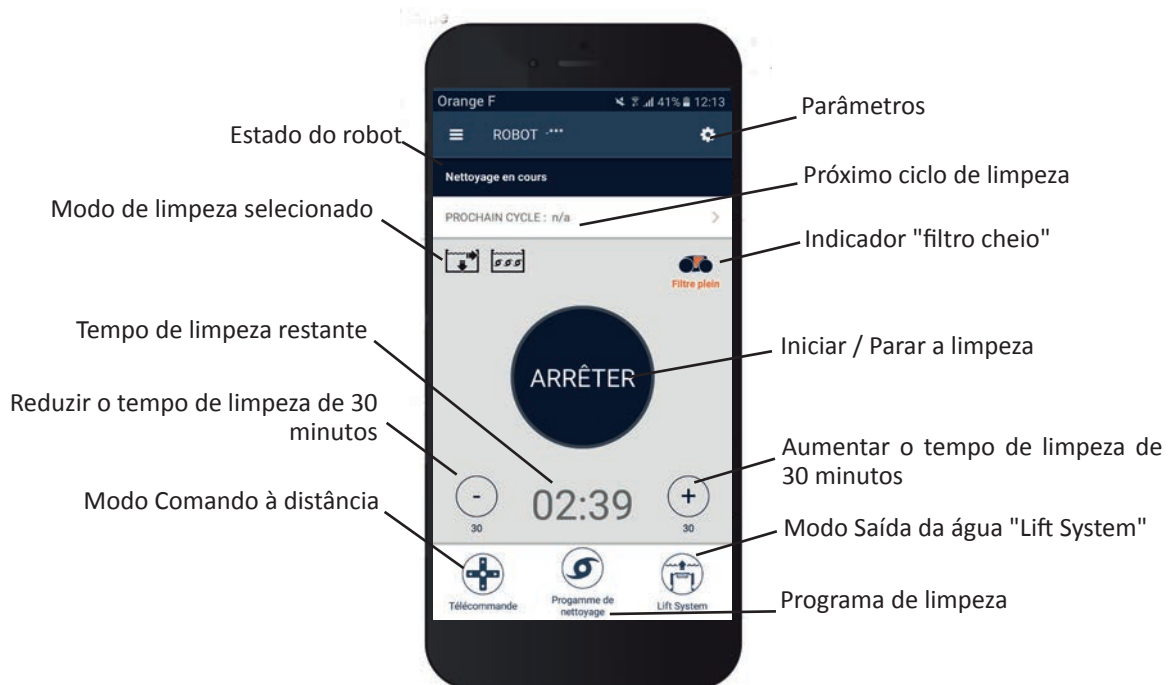 Orange F 41% 12:13
Parâmetros
Estado do robot
ROBOT -***
Nettoyage en cours
Próximo ciclo de limpeza
Modo de limpeza selecionado
PROCHAIN CYCLE : n/a
Indicador "filtro cheio"
Filtre plein
Tempo de limpeza restante
Iniciar / Parar a limpeza
ARRÊTER
Reduzir o tempo de limpeza de 30
minutos
Aumentar o tempo de limpeza de
30 minutos
- 02:39 +
30 30
Modo Comando à distância
Modo Saída da água "Lift System"
Télécommande
Progamme de
nettoyage
Lift System
Programa de limpeza